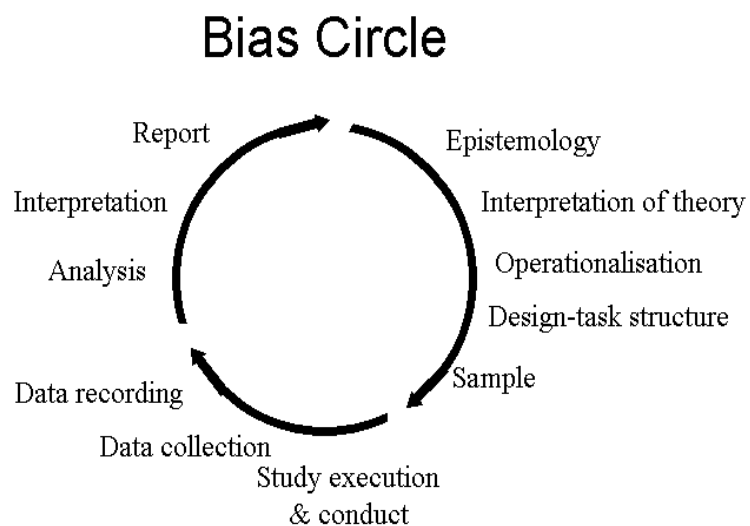 Bias Circle
Epistemology
Interpretation of theory
Operationalisation
Design-task structure
Sample
Study execution
& conduct
Data collection
Data recording
Analysis
Interpretation
Report